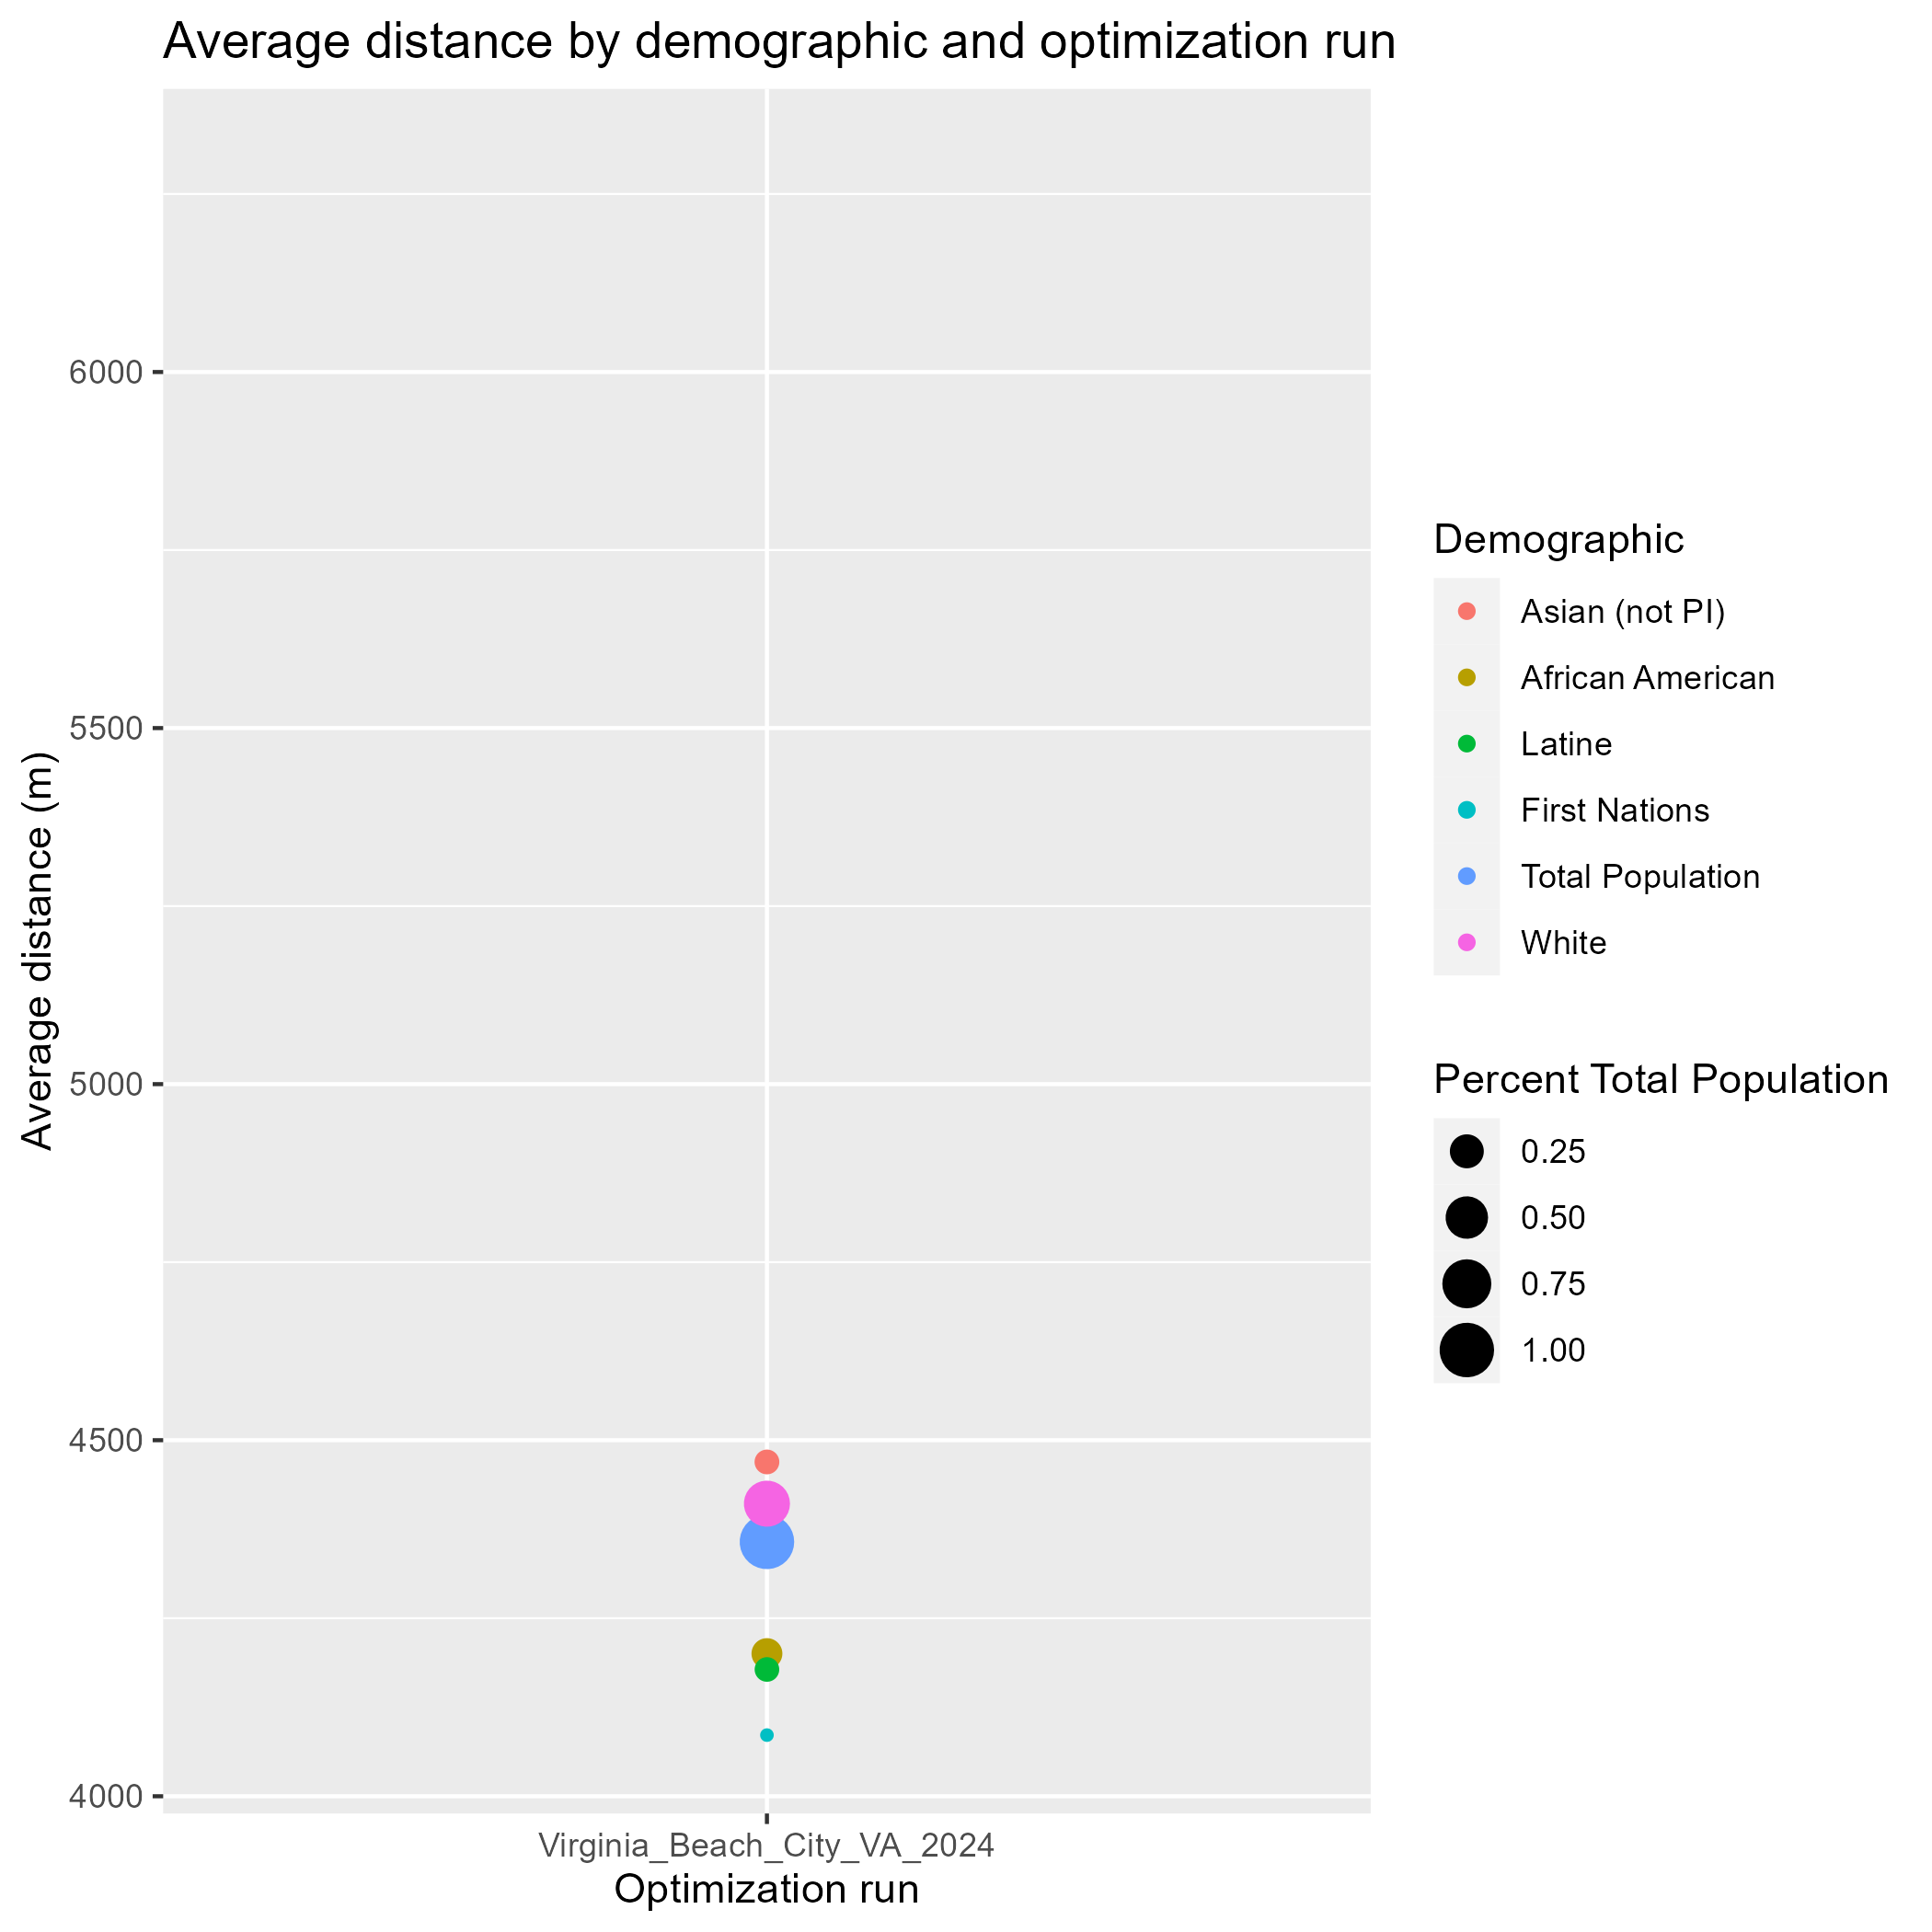 Average distance by demographic and optimization run
Average distance (m)
6000
5500
5000
4500
4000
Virginia_Beach_City_VA_2024
Optimization run
Demographic
Asian (not PI)
African American
Latine
First Nations
Total Population
White
Percent Total Population
0.25
0.50
0.75
1.00